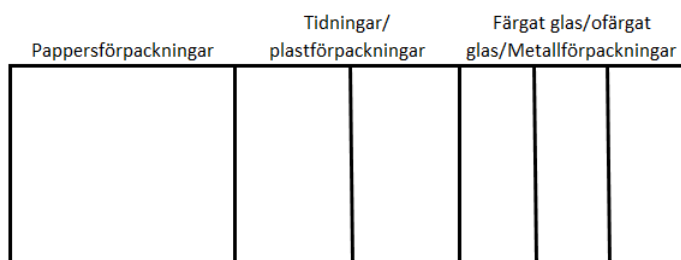 Pappersförpackningar
Tidningar/
plastförpackningar
Färgat glas/ofärgat
glas/Metallförpackningar